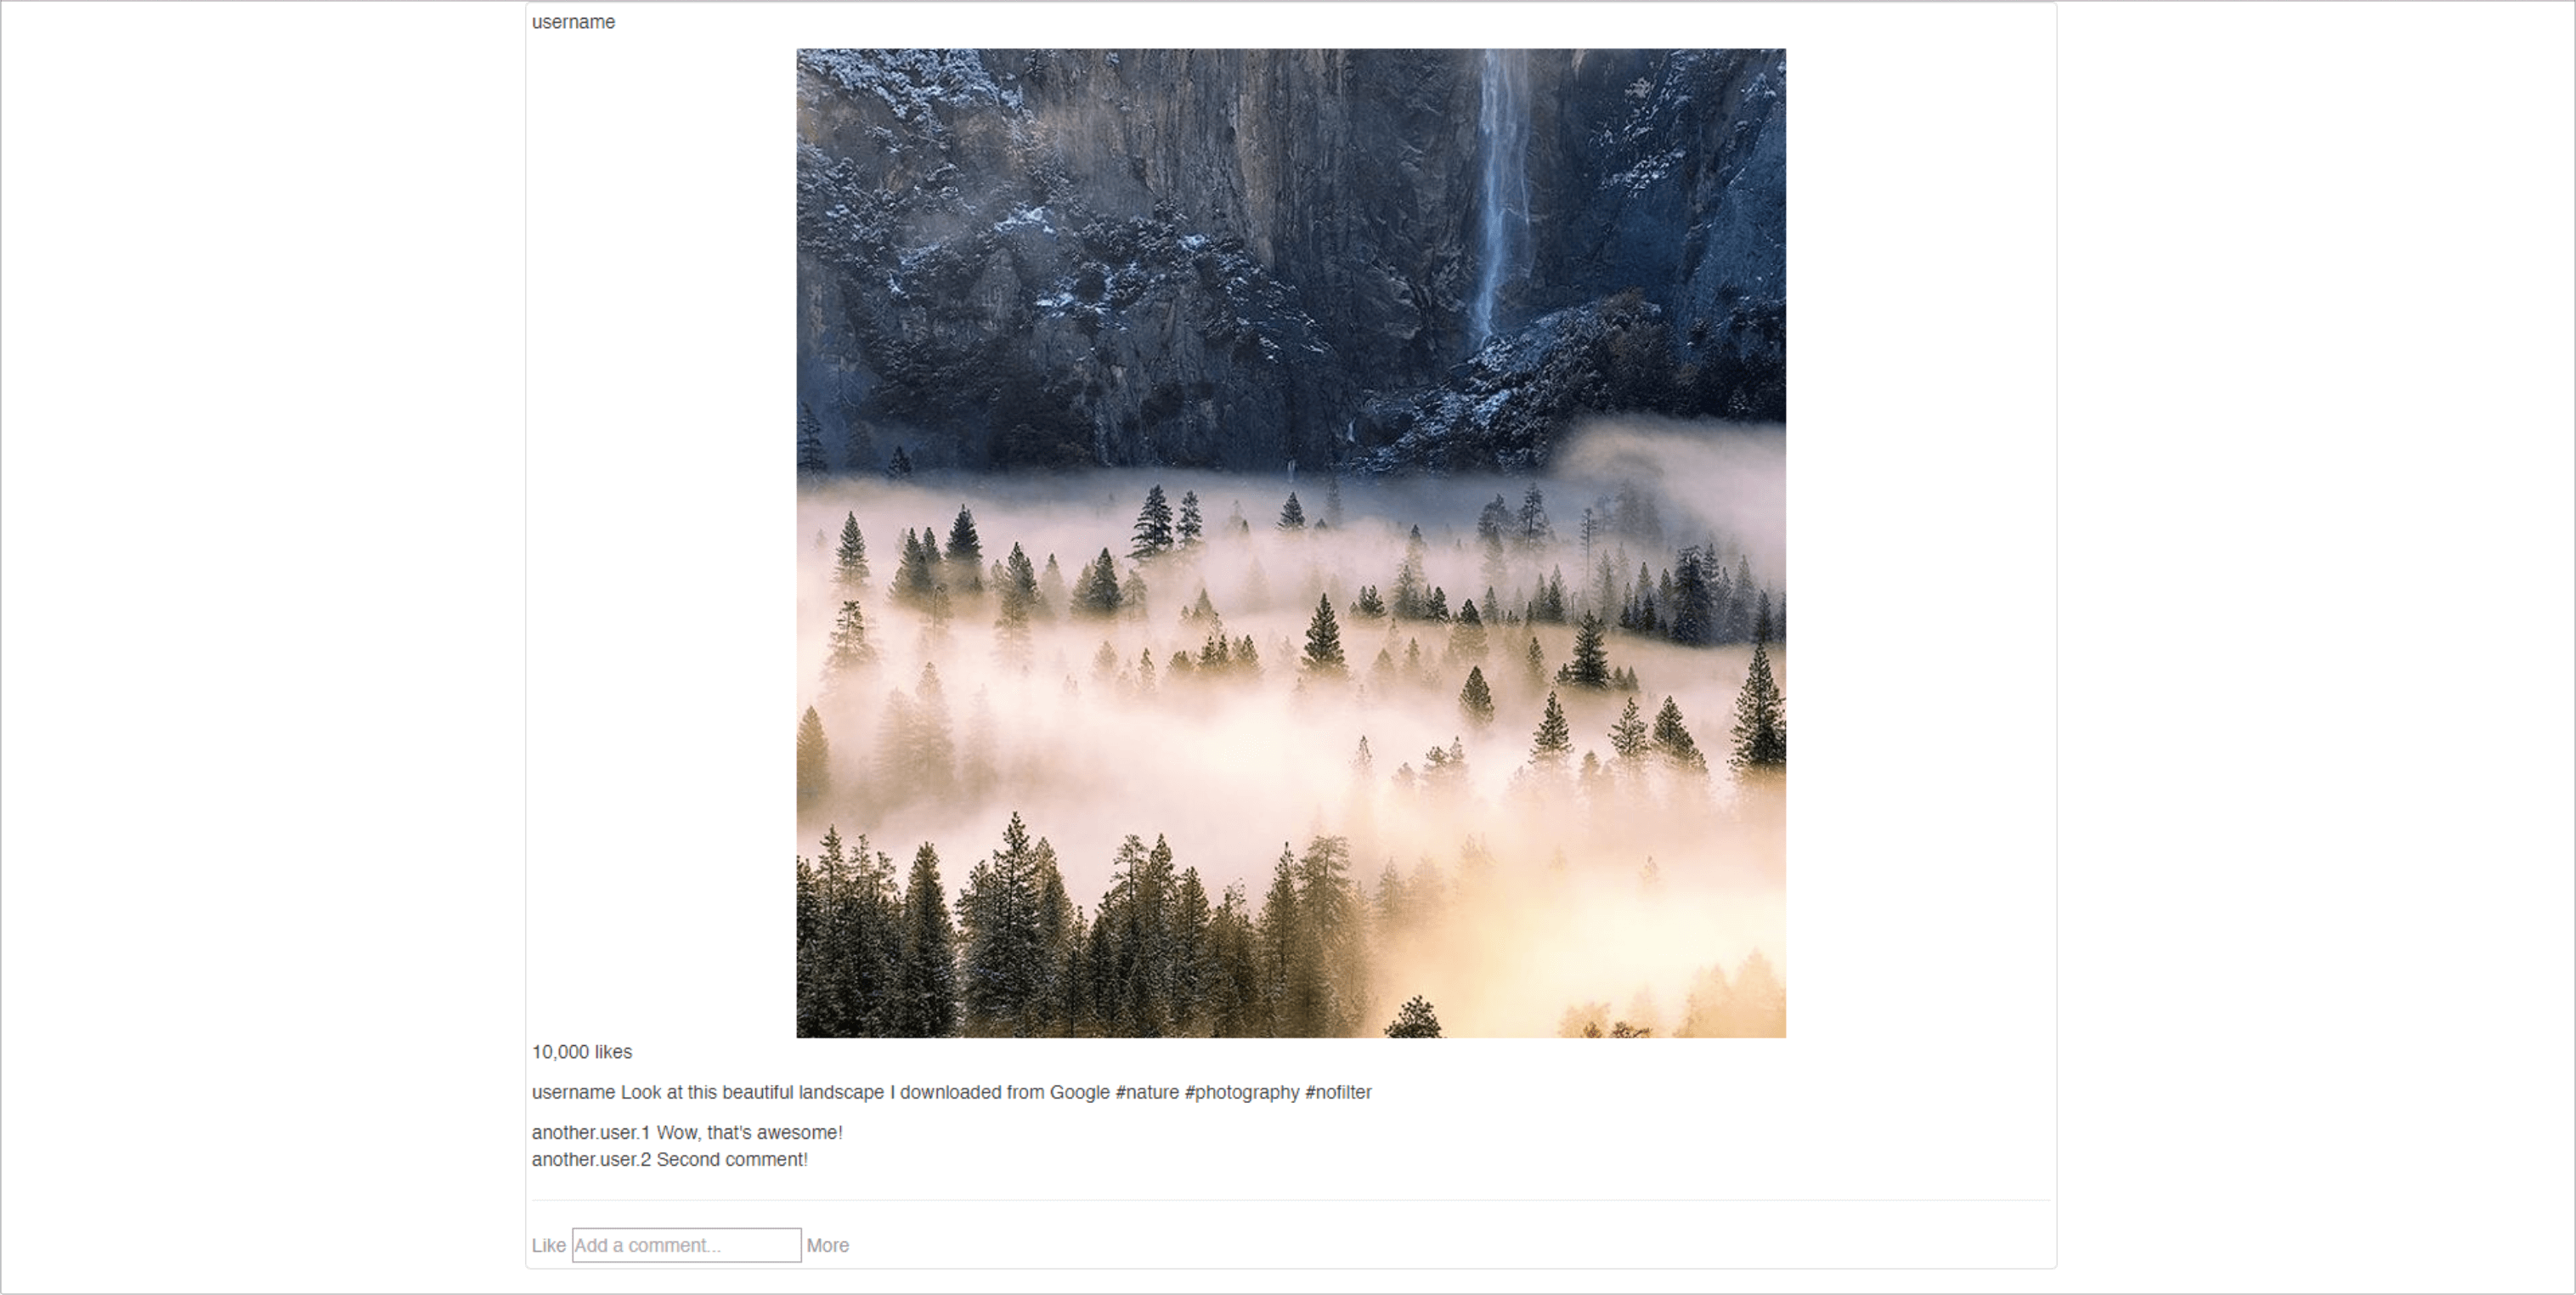 username
10,000 likes
username Look at this beautiful landscape I downloaded from Google #nature #photography #nofilter
another.user.1 Wow, that's awesome!
another.user.2 Second comment!
Like Add a comment... More